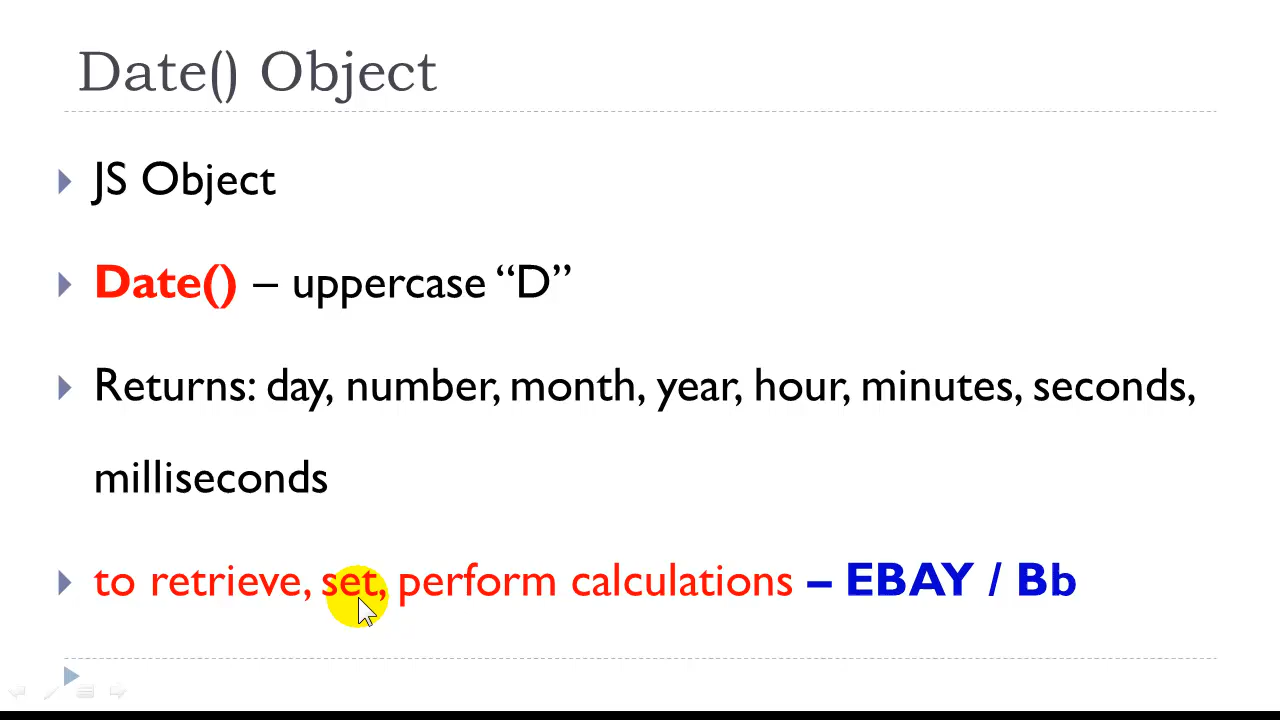 Date() Object
JS Object
Date() – uppercase “D”
Returns: day, number, month, year, hour, minutes, seconds,
milliseconds
to retrieve, set, perform calculations – EBAY / Bb